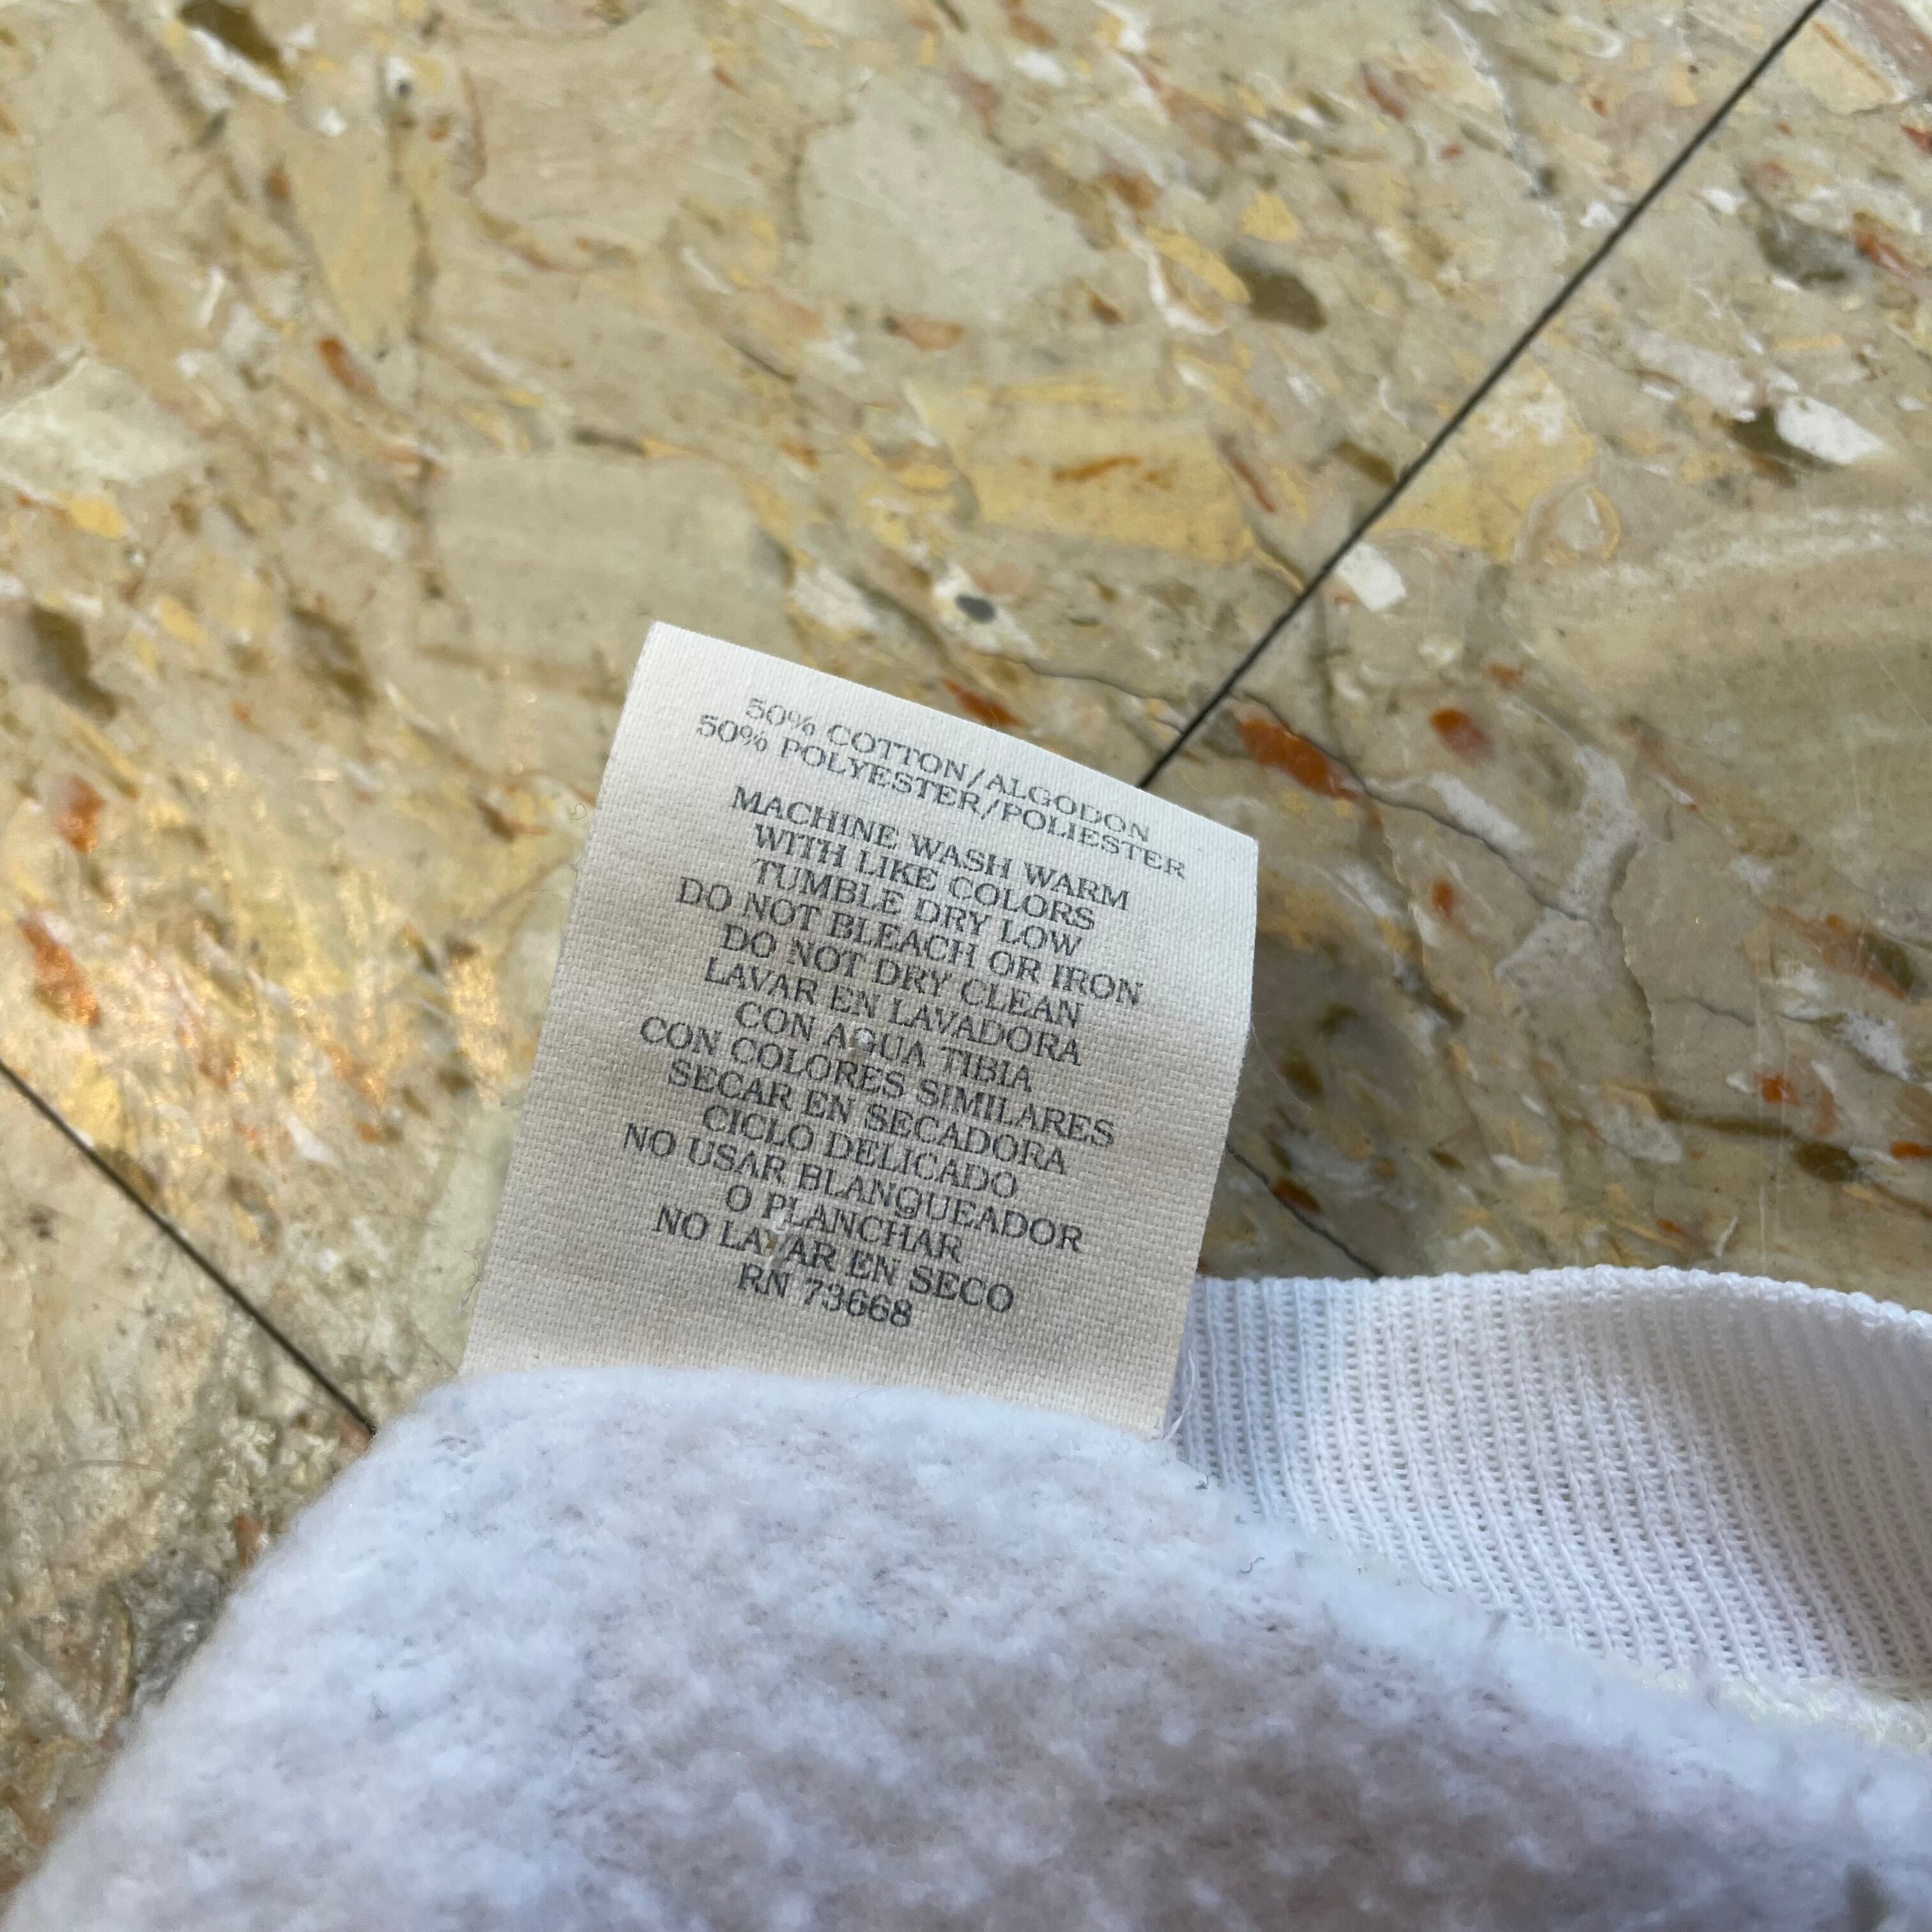 50% COTTON/ALGODON
50% POLYESTER/POLIESTER
MACHINE WASH WARM
WITH LIKE COLORS
TUMBLE DRY LOW
DO NOT BLEACH OR IRON
DO NOT DRY CLEAN
LAVAR EN LAVADORA
CON AGUA TIBIA
CON COLORES SIMILARES
SECAR EN SECADORA
CICLO DELICADO
NO USAR BLANQUEADOR
O PLANCHAR
NO LAVAR EN SECO
RN 73668